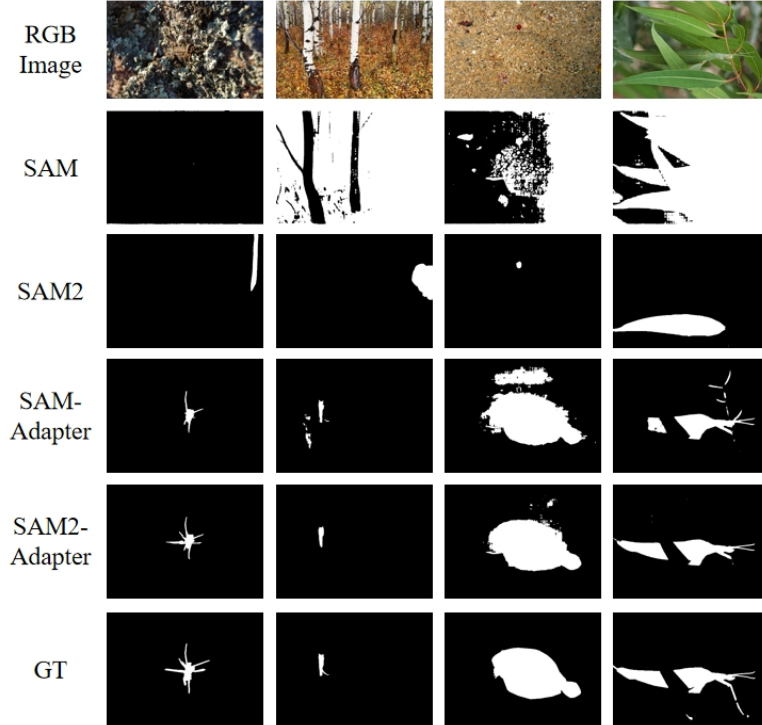 RGB
Image
SAM
SAM2
SAM-
Adapter
SAM2-
Adapter
GT